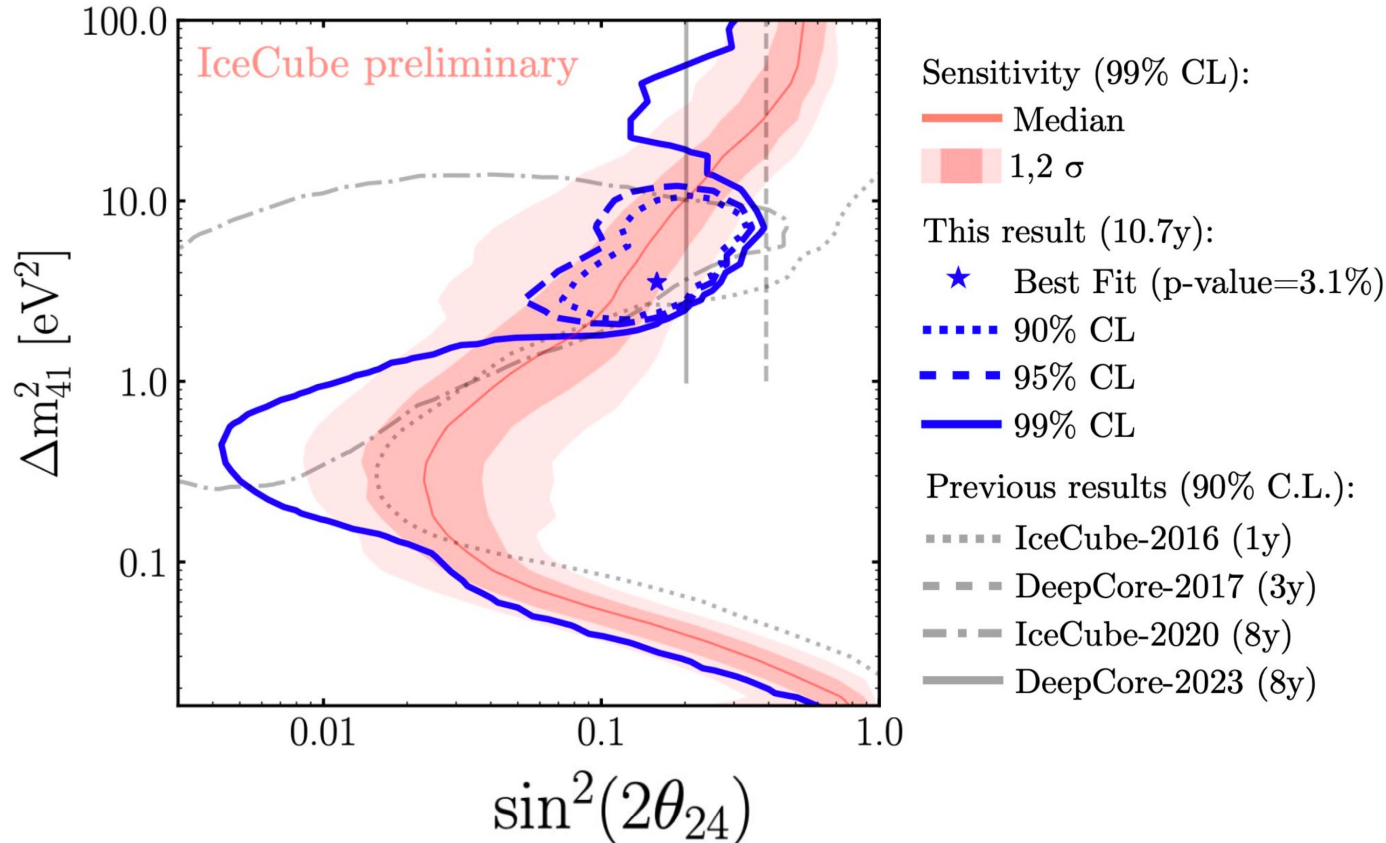 100.0
10.0
1.0
0.1
Δm²₄₁ [eV²]
IceCube preliminary
0.01
0.1
1.0
sin²(2θ₂₄)
Sensitivity (99% CL):
Median
1,2 σ
This result (10.7y):
Best Fit (p-value=3.1%)
90% CL
95% CL
99% CL
Previous results (90% C.L.):
IceCube-2016 (1y)
DeepCore-2017 (3y)
IceCube-2020 (8y)
DeepCore-2023 (8y)